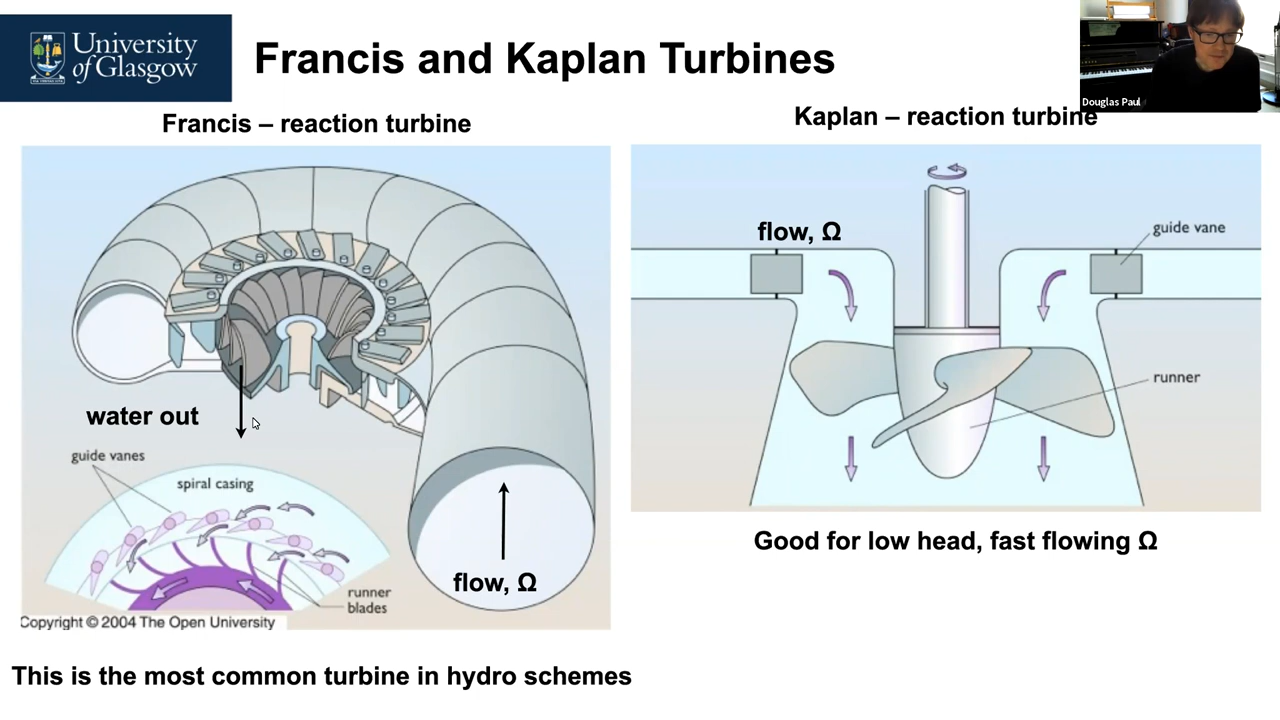 University
of Glasgow
Francis and Kaplan Turbines
Douglas Paul
Francis – reaction turbine
Kaplan – reaction turbine
water out
guide vanes
spiral casing
runner
blades
flow, Ω
Copyright © 2004 The Open University
This is the most common turbine in hydro schemes
flow, Ω
guide vane
runner
Good for low head, fast flowing Ω